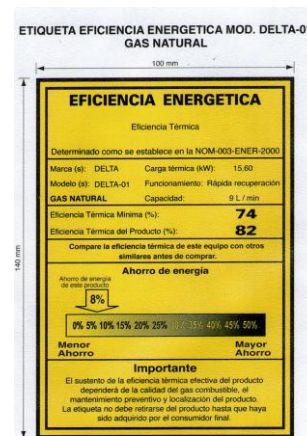 ETIQUETA EFICIENCIA ENERGETICA MOD. DELTA-0
GAS NATURAL
100 mm
140 mm
EFICIENCIA ENERGETICA
Eficiencia Térmica
Determinado como se establece en la NOM-003-ENER-2000
Marca (s): DELTA Carga térmica (kW): 15,60
Modelo (s): DELTA-01 Funcionamiento: Rápida recuperación
GAS NATURAL Capacidad: 9 L / min
Eficiencia Térmica Mínima (%): 74
Eficiencia Térmica del Producto (%): 82
Compare la eficiencia térmica de este equipo con otros
similares antes de comprar.
Ahorro de energía
Ahorro de energía
de este producto
8%
0% 5% 10% 15% 20% 25% 30% 35% 40% 45% 50%
Menor Mayor
Ahorro Ahorro
Importante
El sustento de la eficiencia térmica efectiva del producto
dependerá de la calidad del gas combustible, el
mantenimiento preventivo y localización del producto.
La etiqueta no debe retirarse del producto hasta que haya
sido adquirido por el consumidor final.